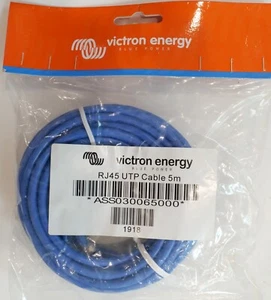 victron energy
BLUE POWER
victron energy
BLUE POWER
RJ45 UTP Cable 5m
*ASS030065000*
1918